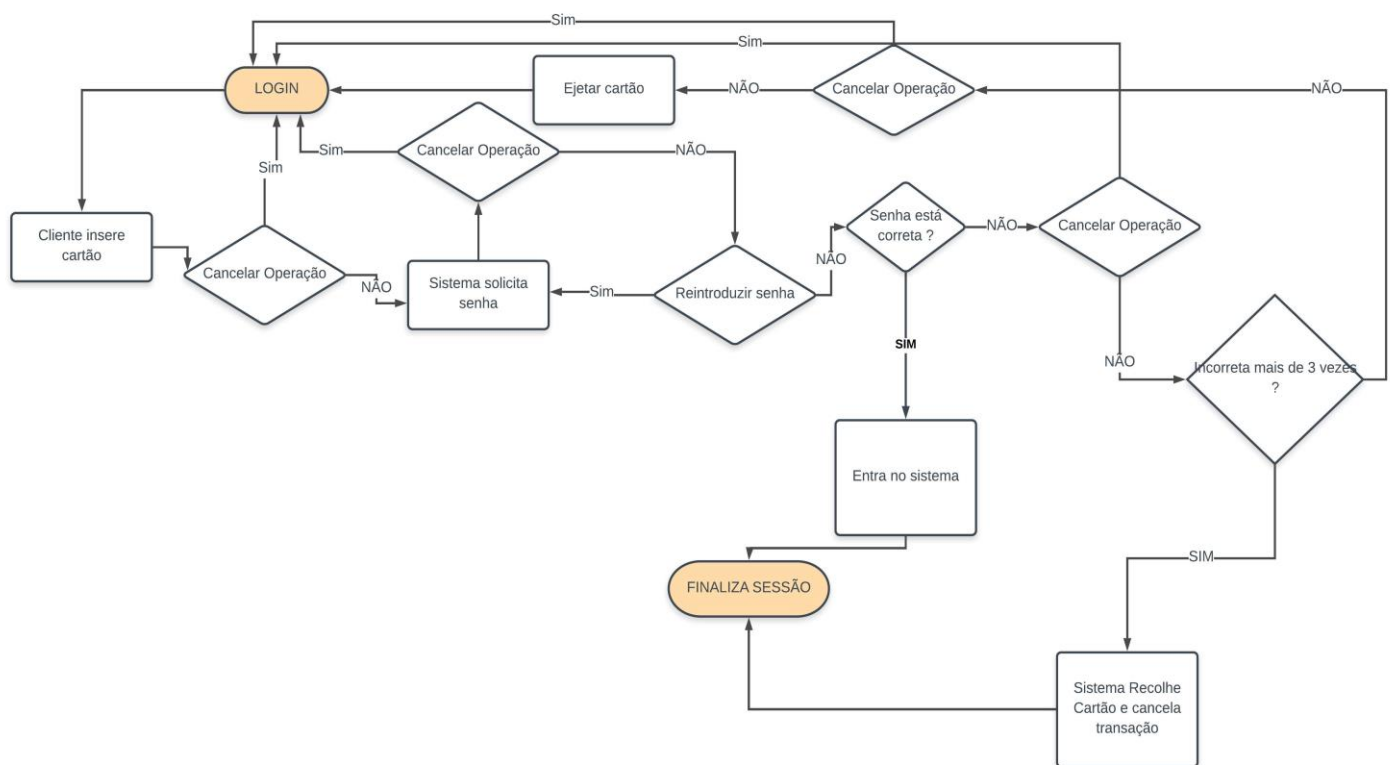 Sim
Sim
LOGIN
Ejetar cartão
NÃO
Cancelar Operação
NÃO
Sim
Cancelar Operação
NÃO
Sim
Cliente insere
cartão
Cancelar Operação
NÃO
Sistema solicita
senha
Sim
Reintroduzir senha
NÃO
Senha está
correta ?
NÃO
Cancelar Operação
SIM
NÃO
Incorreta mais de 3 vezes
?
Entra no sistema
SIM
FINALIZA SESSÃO
Sistema Recolhe
Cartão e cancela
transação